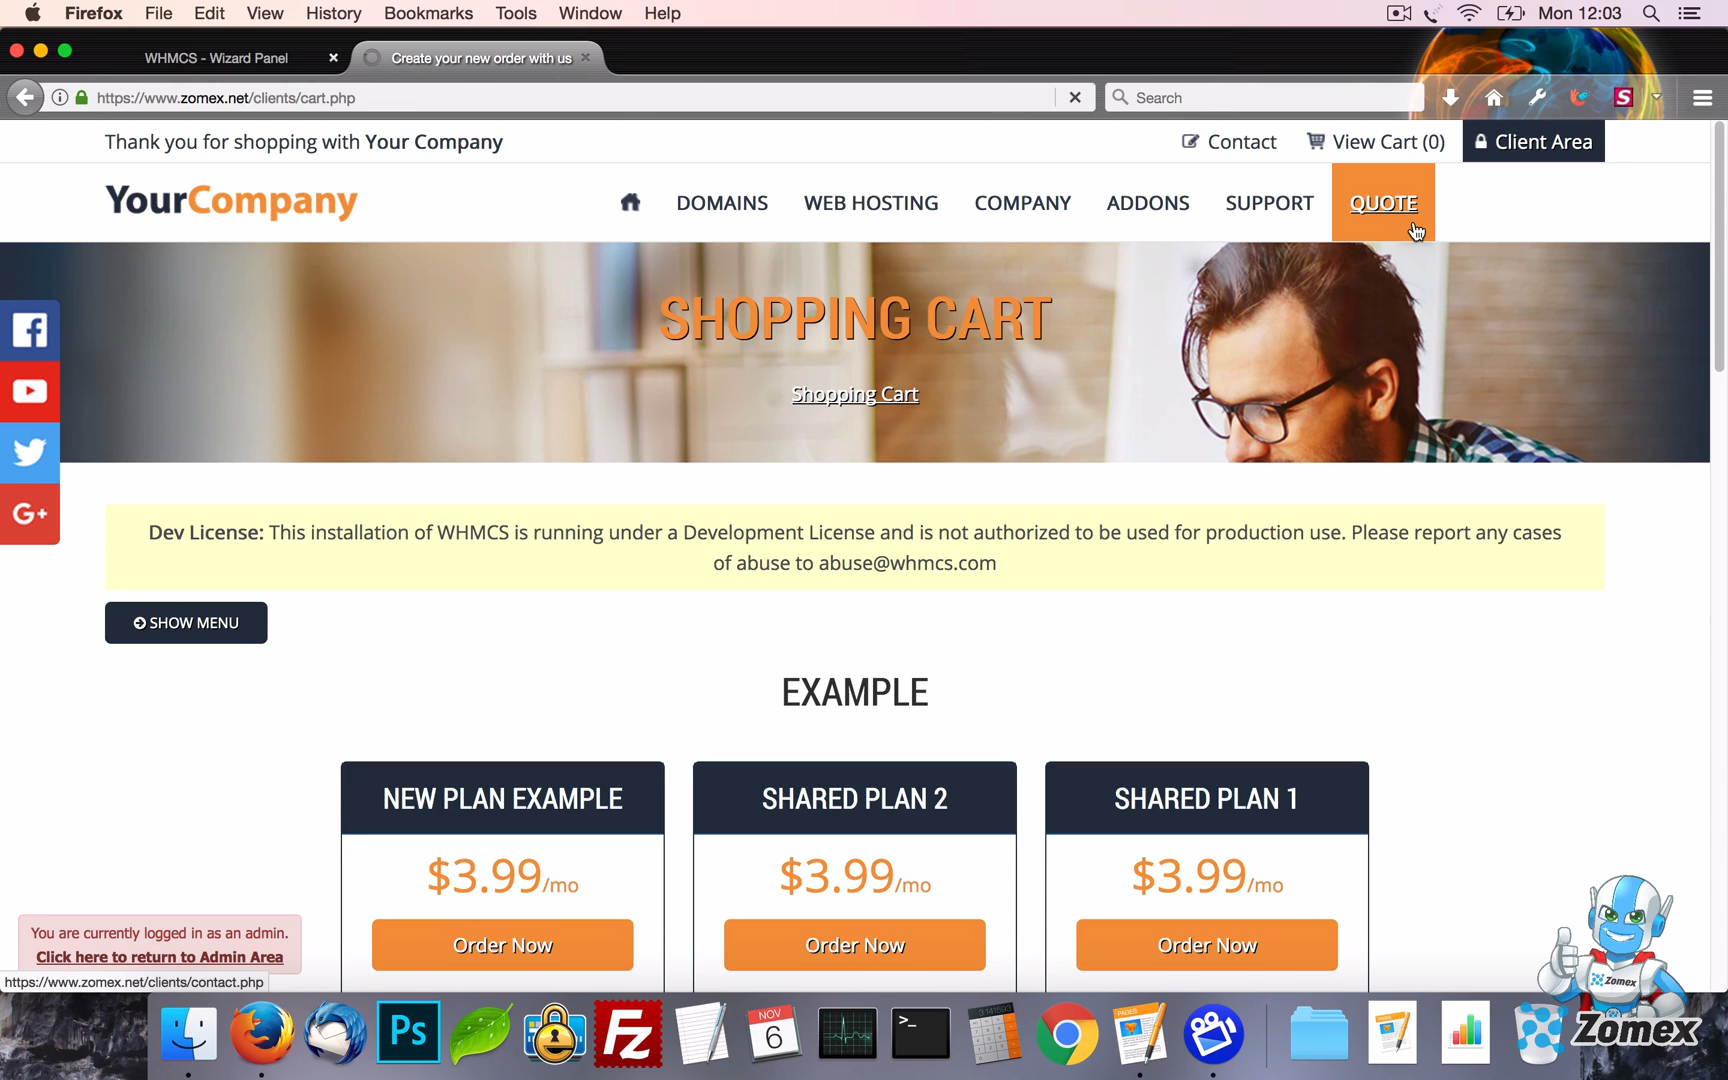 Firefox File Edit View History Bookmarks Tools Window Help Mon 12:03
WHMCS - Wizard Panel Create your new order with us
https://www.zomex.net/clients/cart.php Search
Thank you for shopping with Your Company Contact View Cart (0) Client Area
YourCompany DOMAINS WEB HOSTING COMPANY ADDONS SUPPORT QUOTE
SHOPPING CART
Shopping Cart
G+
Dev License: This installation of WHMCS is running under a Development License and is not authorized to be used for production use. Please report any cases
of abuse to abuse@whmcs.com
SHOW MENU
EXAMPLE
NEW PLAN EXAMPLE SHARED PLAN 2 SHARED PLAN 1
$3.99/mo $3.99/mo $3.99/mo
Order Now Order Now Order Now
You are currently logged in as an admin.
Click here to return to Admin Area
https://www.zomex.net/clients/contact.php
Zomex
Ps
Fz
NOV
6
>_
3.141593
PAGES
PAGES
Zomex